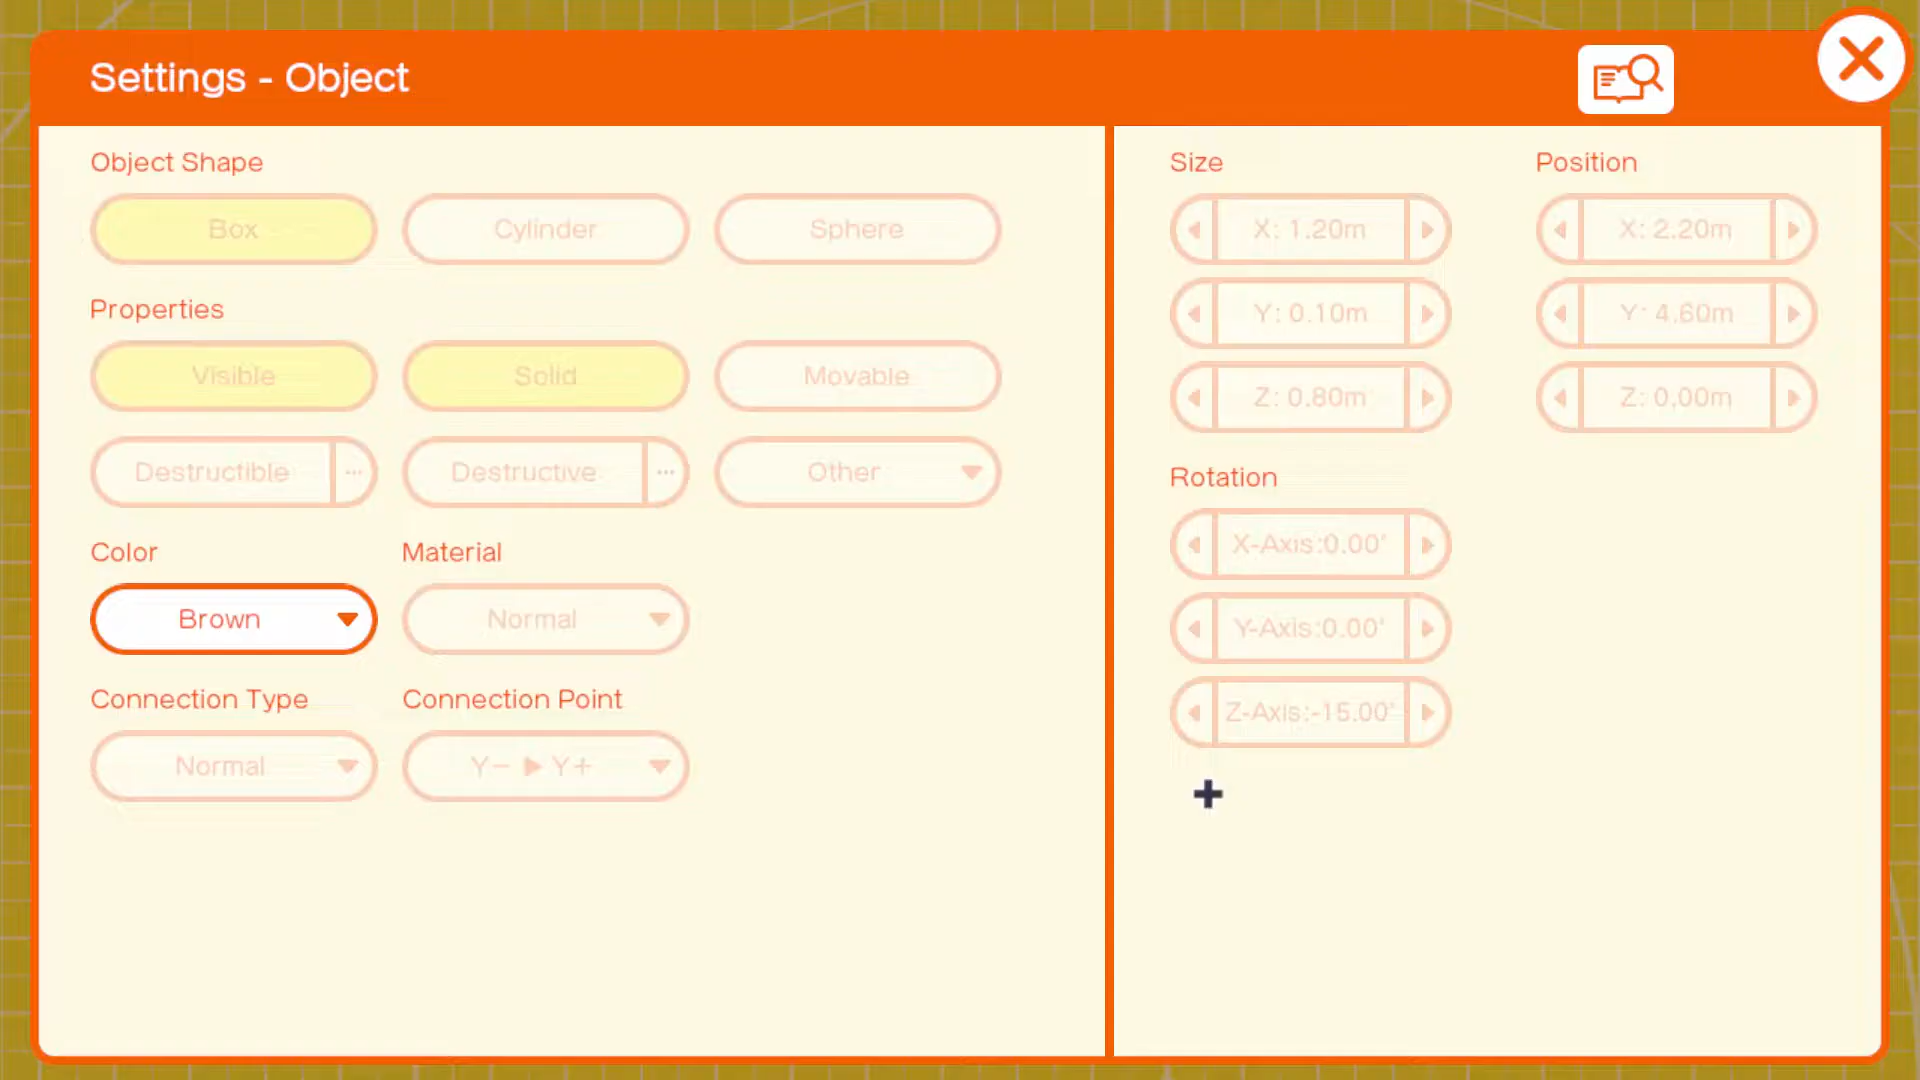 Settings - Object
Object Shape
Box
Cylinder
Sphere
Properties
Visible
Solid
Movable
Destructible ...
Destructive ...
Other
Color
Material
Brown
Normal
Connection Type
Connection Point
Normal
Y− ▶ Y+
Size
Position
X: 1.20m
X: 2.20m
Y: 0.10m
Y: 4.60m
Z: 0.80m
Z: 0.00m
Rotation
X-Axis:0.00°
Y-Axis:0.00°
Z-Axis:-15.00°